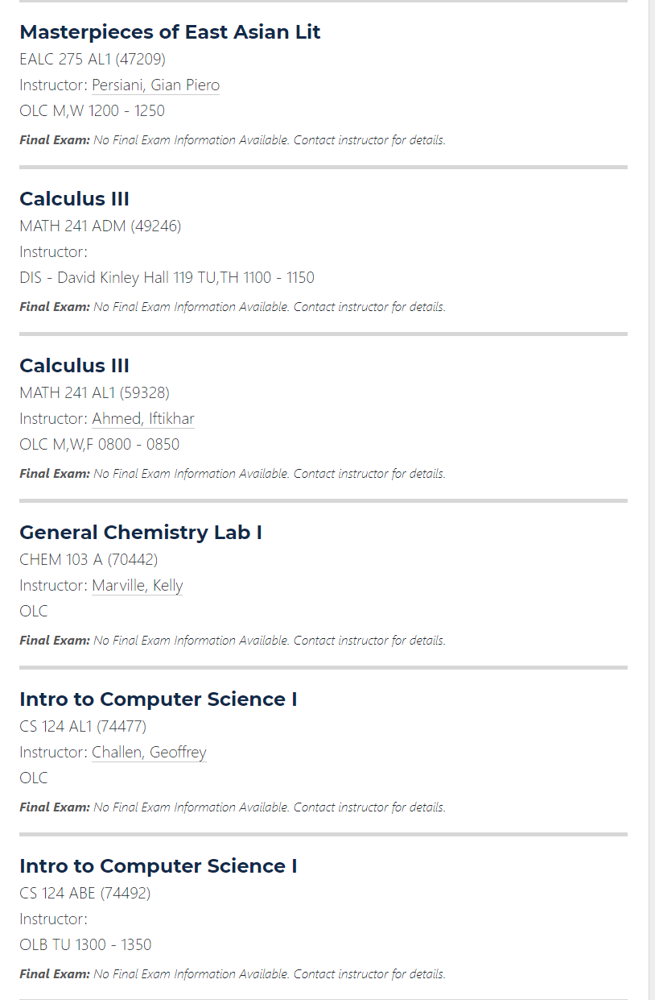 Masterpieces of East Asian Lit
EALC 275 AL1 (47209)
Instructor: Persiani, Gian Piero
OLC M,W 1200 - 1250
Final Exam: No Final Exam Information Available. Contact instructor for details.
Calculus III
MATH 241 ADM (49246)
Instructor:
DIS - David Kinley Hall 119 TU,TH 1100 - 1150
Final Exam: No Final Exam Information Available. Contact instructor for details.
Calculus III
MATH 241 AL1 (59328)
Instructor: Ahmed, Iftikhar
OLC M,W,F 0800 - 0850
Final Exam: No Final Exam Information Available. Contact instructor for details.
General Chemistry Lab I
CHEM 103 A (70442)
Instructor: Marville, Kelly
OLC
Final Exam: No Final Exam Information Available. Contact instructor for details.
Intro to Computer Science I
CS 124 AL1 (74477)
Instructor: Challen, Geoffrey
OLC
Final Exam: No Final Exam Information Available. Contact instructor for details.
Intro to Computer Science I
CS 124 ABE (74492)
Instructor:
OLB TU 1300 - 1350
Final Exam: No Final Exam Information Available. Contact instructor for details.